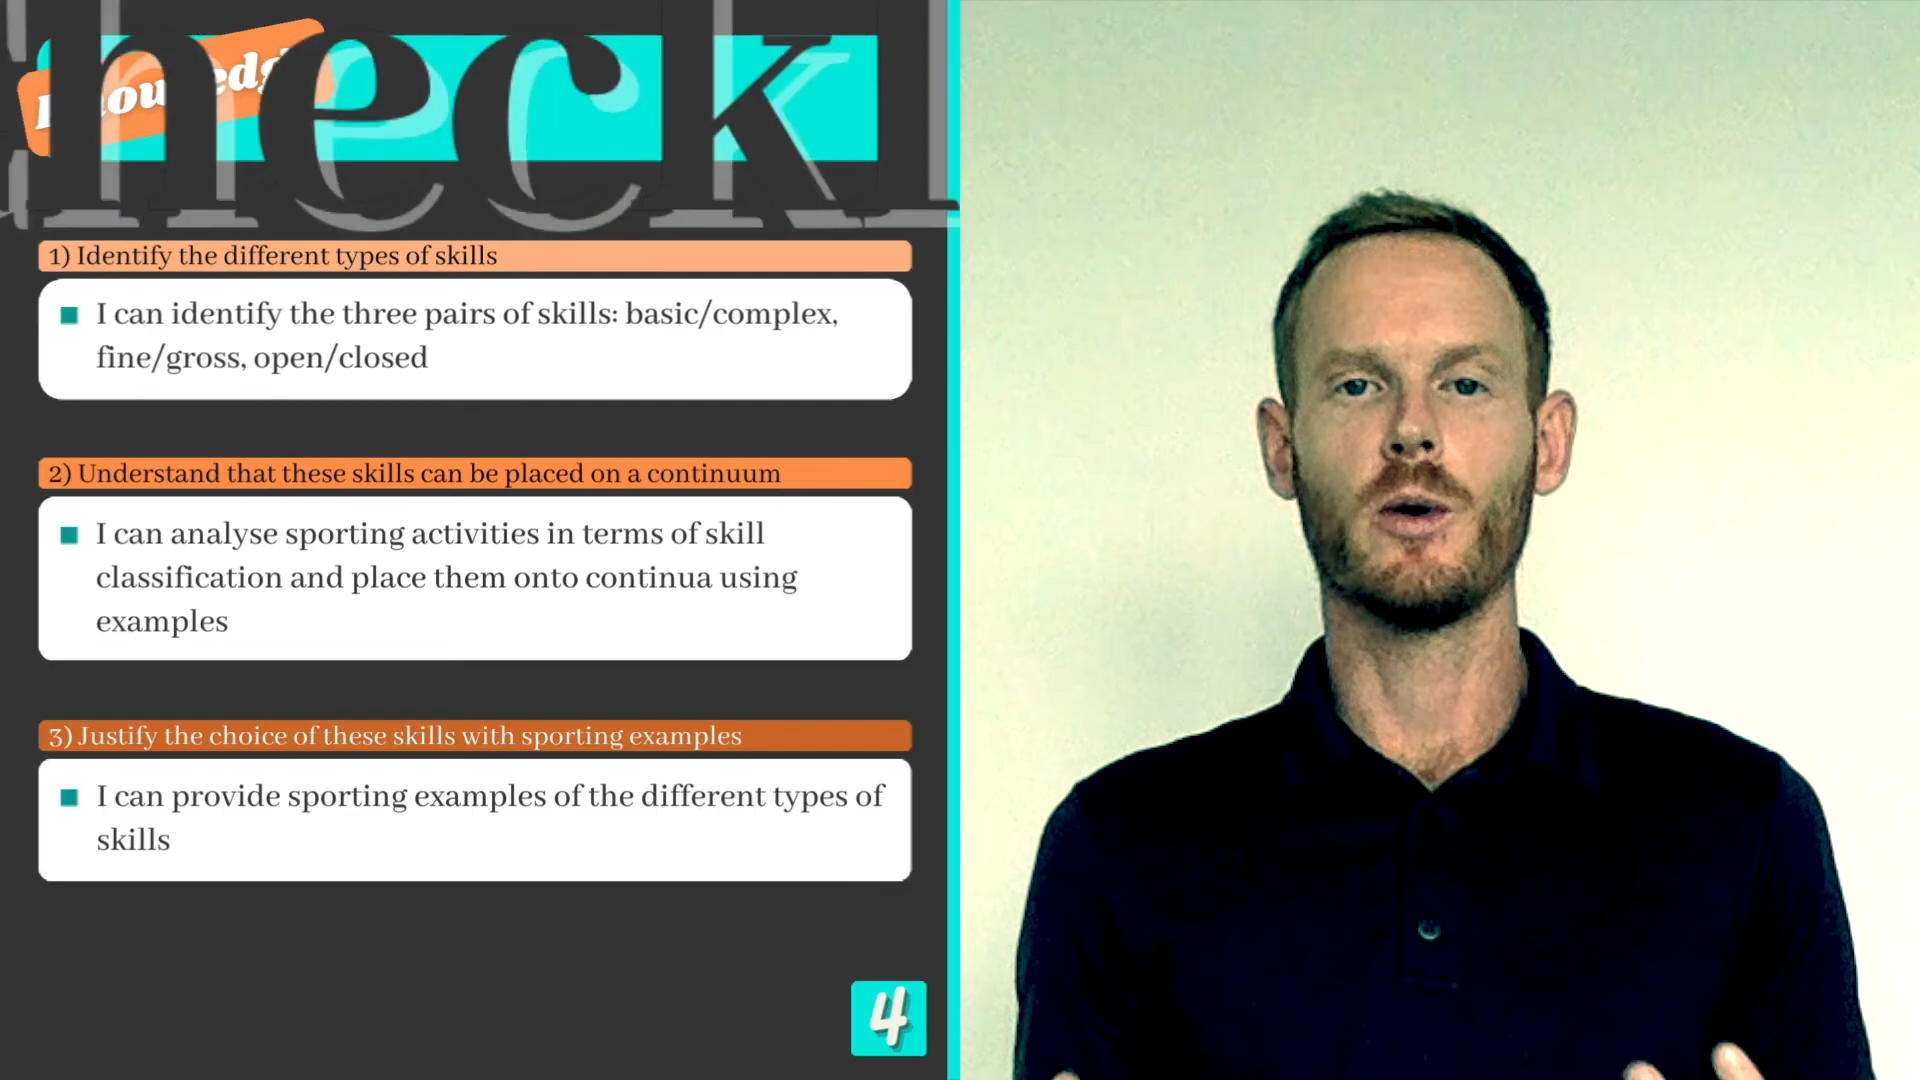 1) Identify the different types of skills
I can identify the three pairs of skills: basic/complex,
fine/gross, open/closed
2) Understand that these skills can be placed on a continuum
I can analyse sporting activities in terms of skill
classification and place them onto continua using
examples
3) Justify the choice of these skills with sporting examples
I can provide sporting examples of the different types of
skills
4